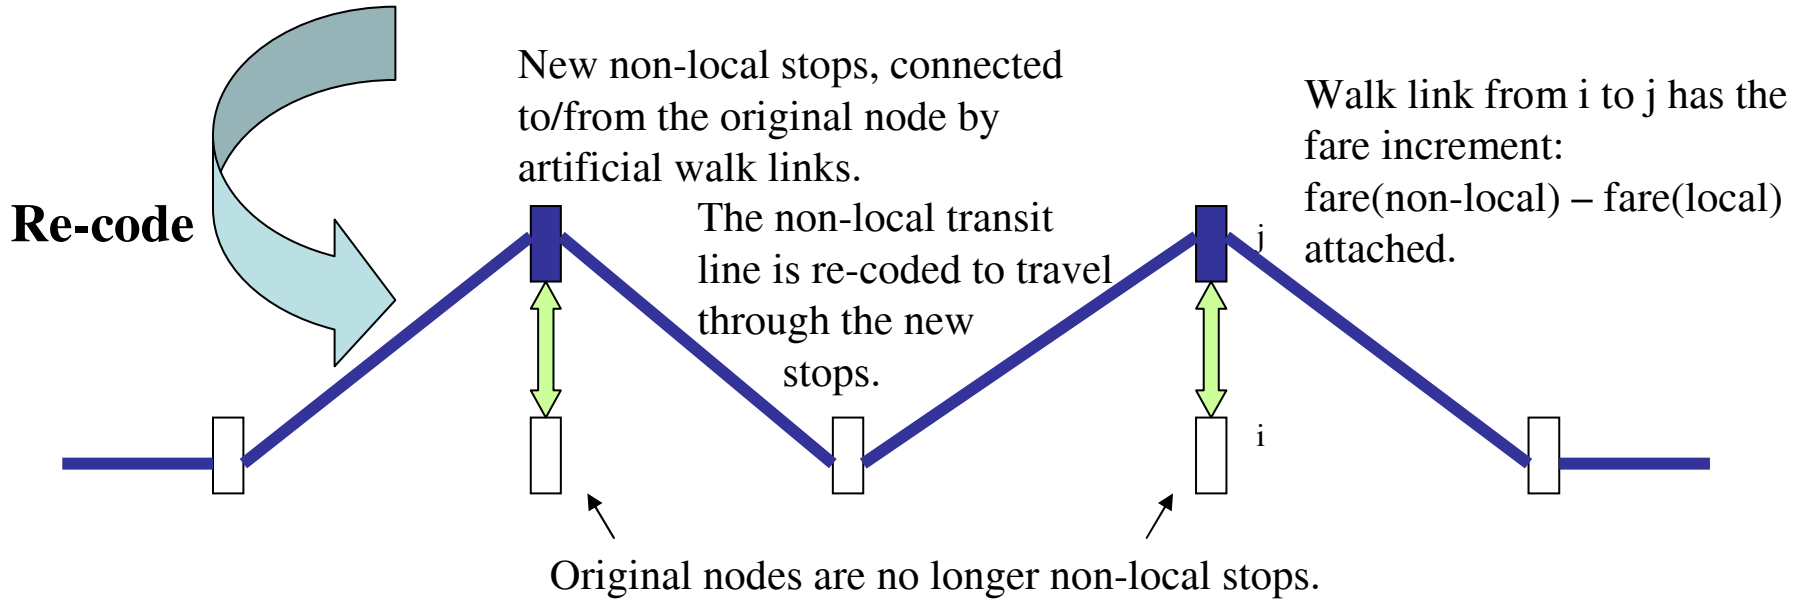 New non-local stops, connected
to/from the original node by
artificial walk links.
Walk link from i to j has the
fare increment:
fare(non-local) – fare(local)
attached.
Re-code
The non-local transit
line is re-coded to travel
through the new
stops.
j
i
Original nodes are no longer non-local stops.